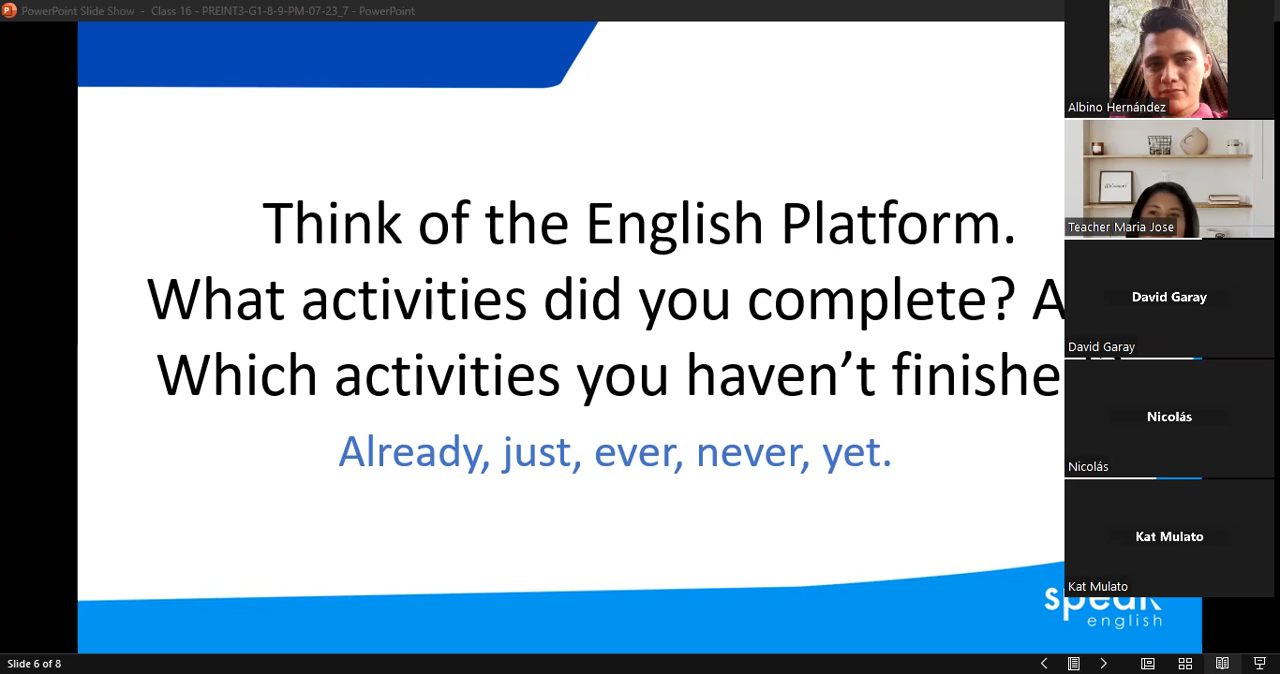 PowerPoint Slide Show - Class 16 - PREINT3-G1-8-9-PM-07-23_7 - PowerPoint
Think of the English Platform.
What activities did you complete? A
Which activities you haven’t finishe
Already, just, ever, never, yet.
speak
english
Albino Hernández
Teacher Maria Jose
David Garay
David Garay
Nicolás
Nicolás
Kat Mulato
Kat Mulato
Slide 6 of 8